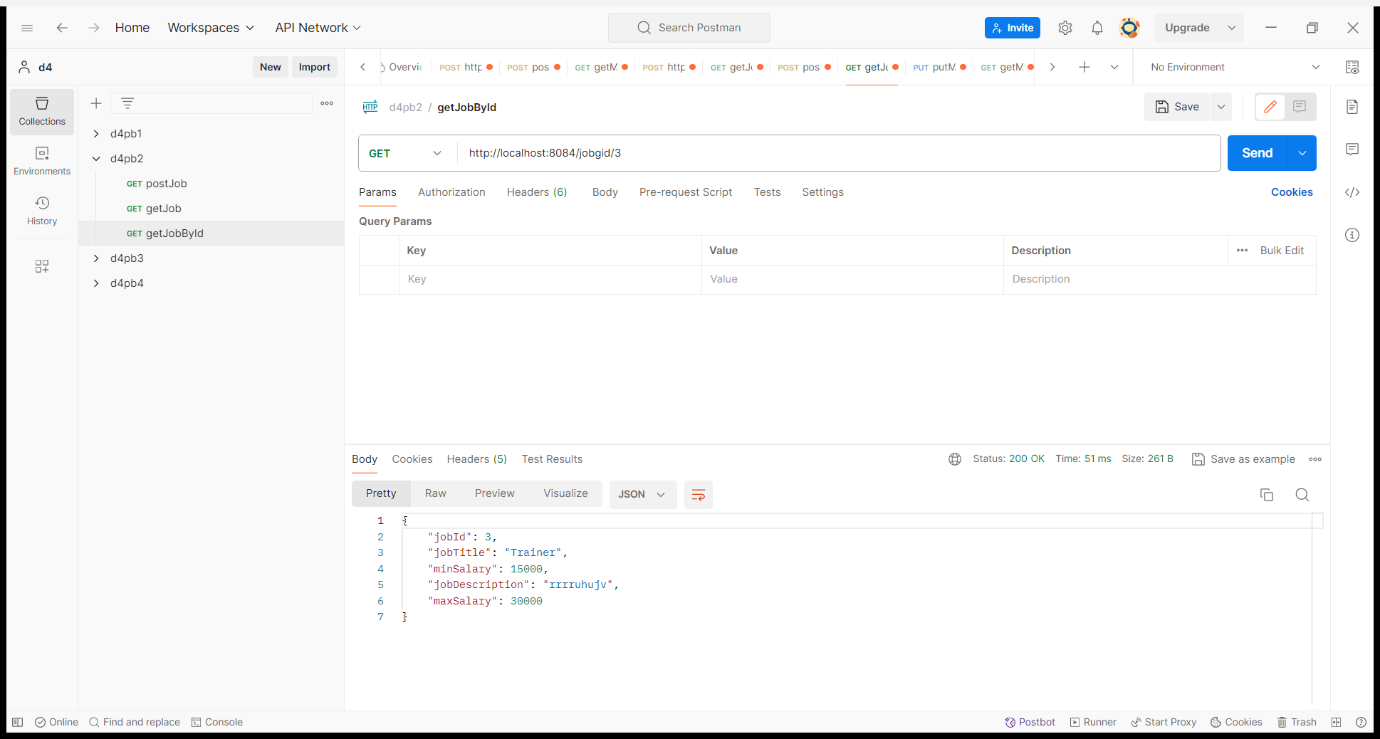 Home Workspaces API Network Search Postman Invite Upgrade
d4 New Import Overvi POST htt POST pos GET getM POST htt GET getJ POST pos GET getJ PUT putM GET getM No Environment
Collections
Environments
History
d4pb1
d4pb2
GET postJob
GET getJob
GET getJobById
d4pb3
d4pb4
HTTP d4pb2 / getJobById Save
GET http://localhost:8084/jobgid/3 Send
Params Authorization Headers (6) Body Pre-request Script Tests Settings Cookies
Query Params
Key Value Description ••• Bulk Edit
Key Value Description
Body Cookies Headers (5) Test Results Status: 200 OK Time: 51 ms Size: 261 B Save as example
Pretty Raw Preview Visualize JSON
1 {
2 "jobId": 3,
3 "jobTitle": "Trainer",
4 "minSalary": 15000,
5 "jobDescription": "rrrruhujv",
6 "maxSalary": 30000
7 }
Online Find and replace Console Postbot Runner Start Proxy Cookies Trash